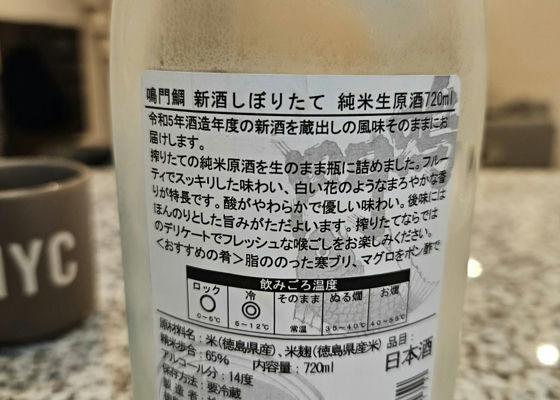 鳴門鯛 新酒しぼりたて 純米生原酒720ml
令和5年酒造年度の新酒を蔵出しの風味そのままにお
届けします。
搾りたての純米原酒を生のまま瓶に詰めました。フルー
ティでスッキリした味わい、白い花のようなまろやかな香
りが特長です。酸がやわらかで優しい味わい。後味には
ほんのりとした旨みがただよいます。搾りたてならでは
のデリケートでフレッシュな喉ごしをお楽しみください。
<おすすめの肴>脂ののった寒ブリ、マグロをポン酢で
飲みごろ温度
ロック 冷 そのまま ぬる燗 お燗
○ ◎
0~5℃ 6~12℃ 常温 35~40℃ 40~55℃
原材料名:米(徳島県産)、米麹(徳島県産米) 品目:
精米歩合:65% 日本酒
アルコール分:14度 内容量:720ml
保存方法:要冷蔵
製造者:
NYC